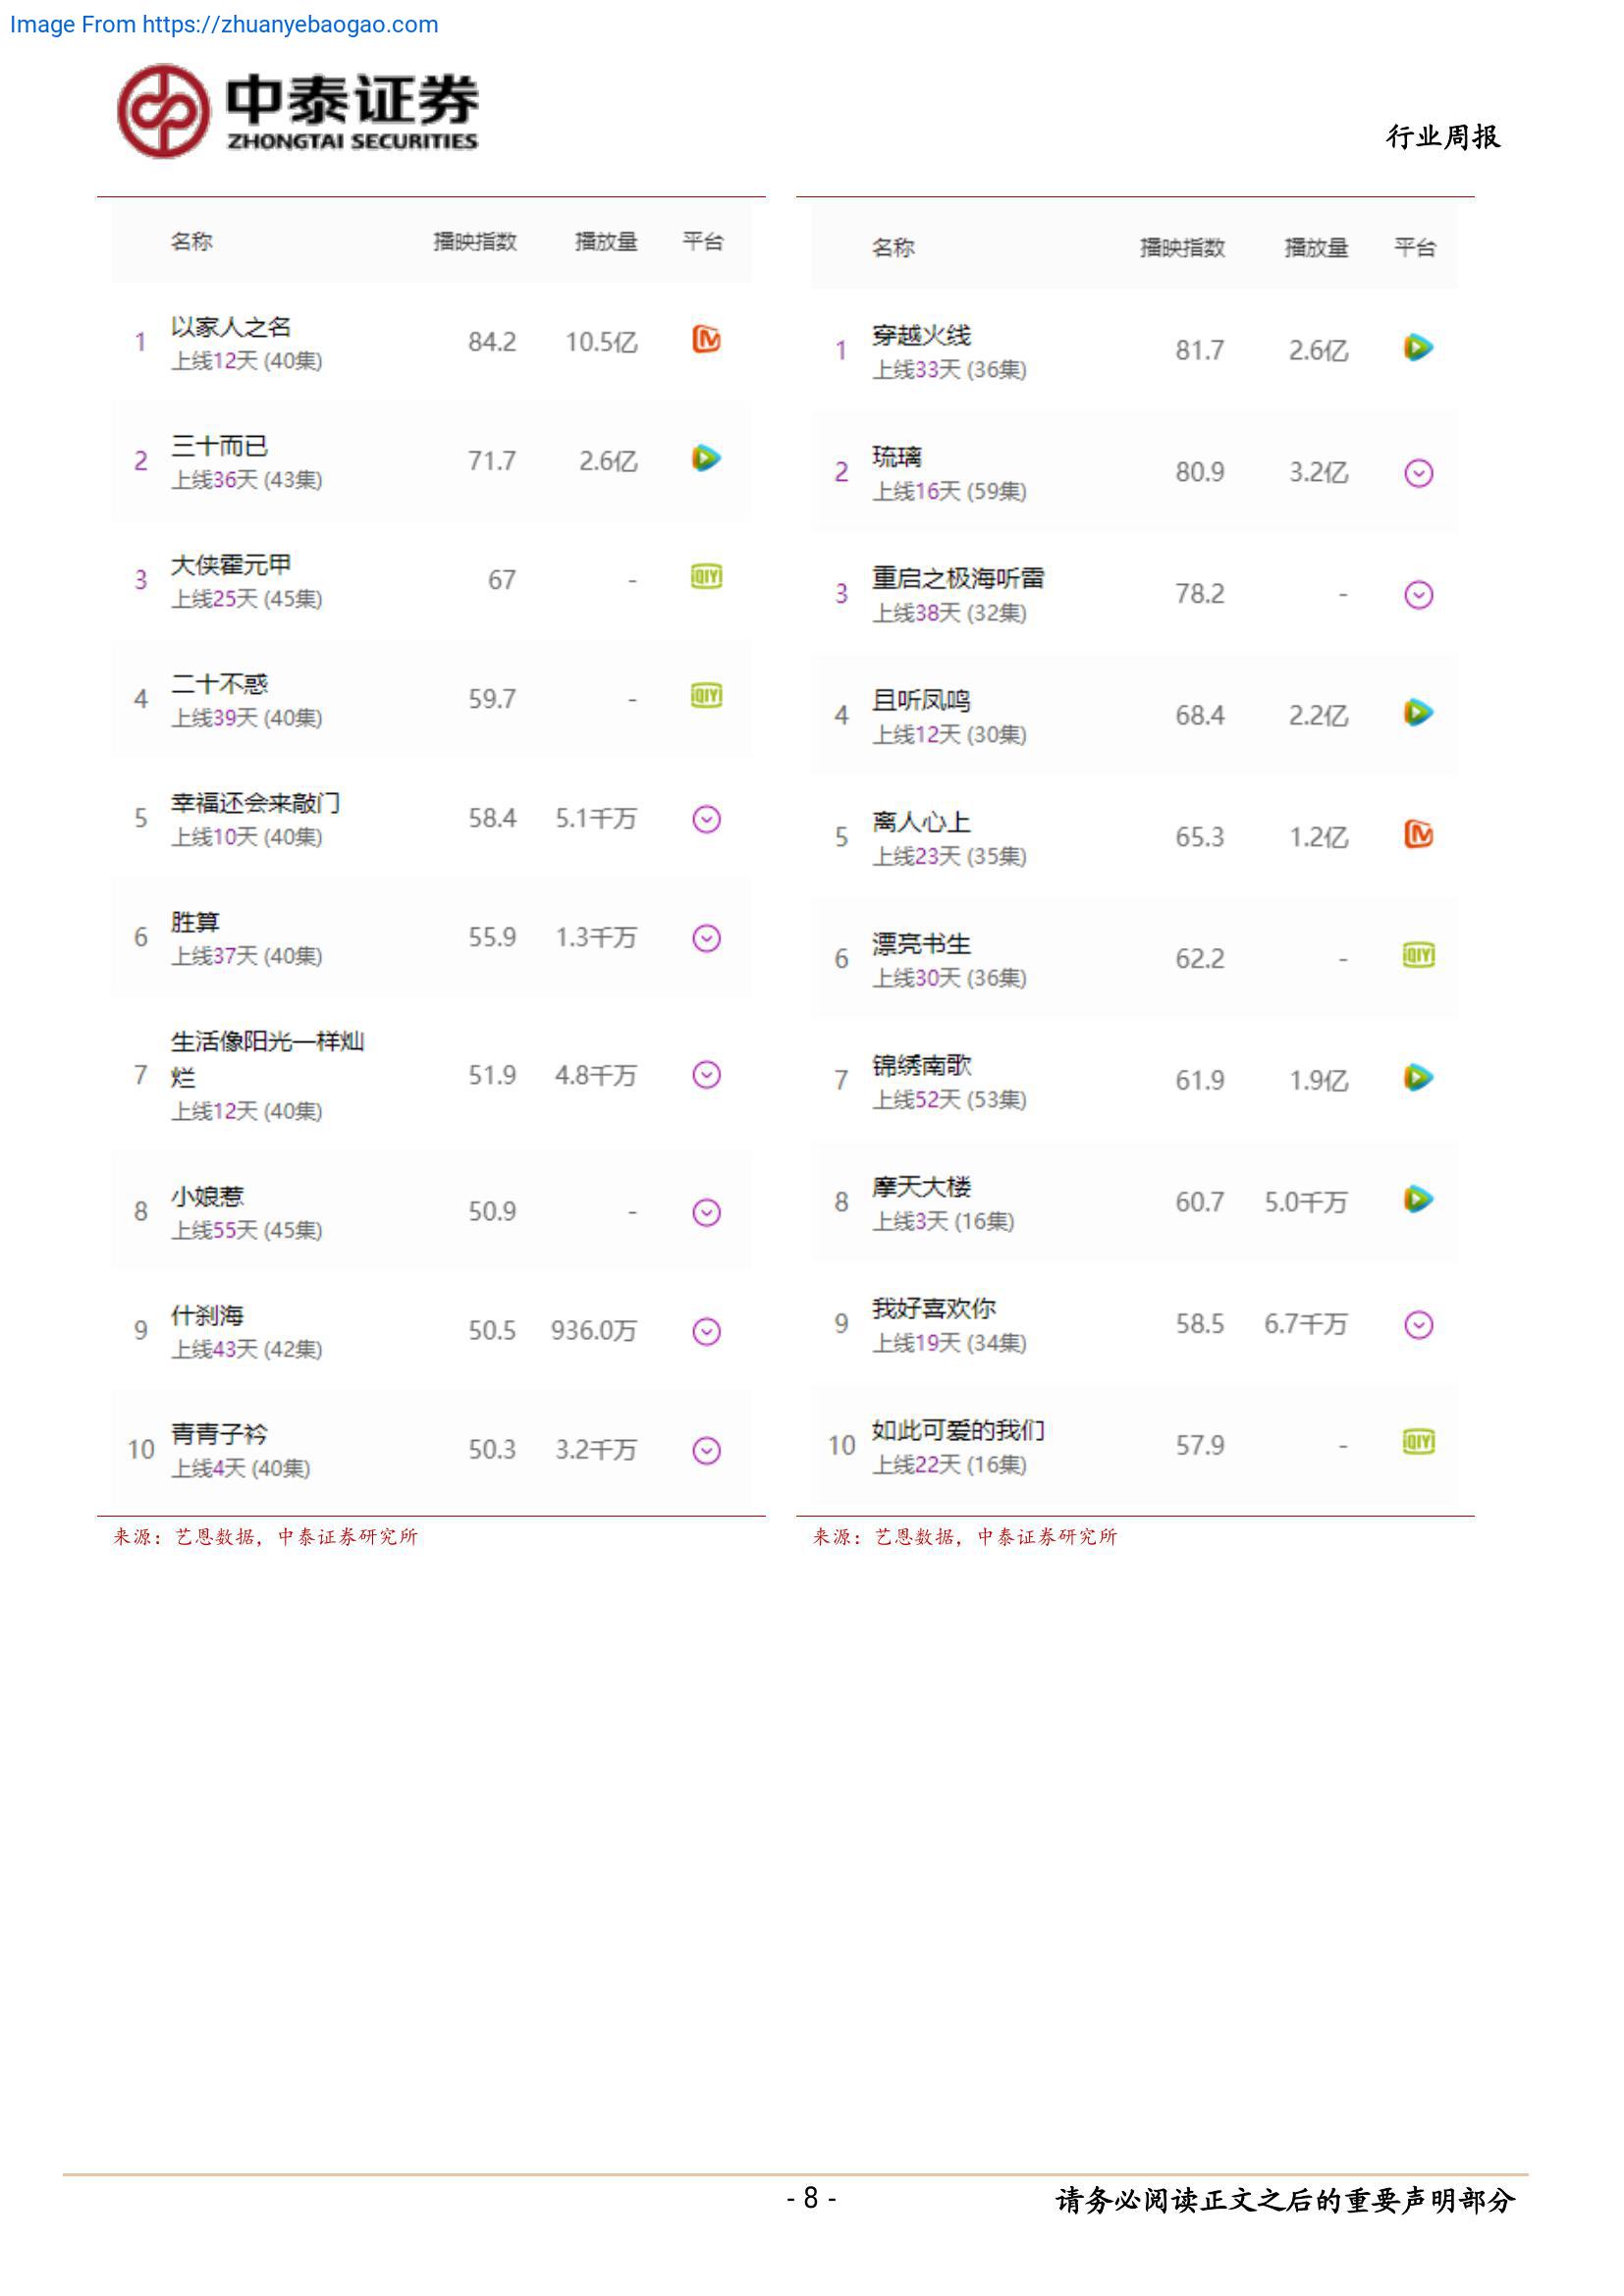 Image From https://zhuanyebaogao.com
中泰证券
ZHONGTAI SECURITIES
行业周报
名称 播映指数 播放量 平台
1 以家人之名 84.2 10.5亿
上线12天 (40集)
2 三十而已 71.7 2.6亿
上线36天 (43集)
3 大侠霍元甲 67 - iQIYI
上线25天 (45集)
4 二十不惑 59.7 - iQIYI
上线39天 (40集)
5 幸福还会来敲门 58.4 5.1千万
上线10天 (40集)
6 胜算 55.9 1.3千万
上线37天 (40集)
生活像阳光一样灿
7 烂 51.9 4.8千万
上线12天 (40集)
8 小娘惹 50.9 -
上线55天 (45集)
9 什刹海 50.5 936.0万
上线43天 (42集)
10 青青子衿 50.3 3.2千万
上线4天 (40集)
来源：艺恩数据，中泰证券研究所
名称 播映指数 播放量 平台
1 穿越火线 81.7 2.6亿
上线33天 (36集)
2 琉璃 80.9 3.2亿
上线16天 (59集)
3 重启之极海听雷 78.2 -
上线38天 (32集)
4 且听凤鸣 68.4 2.2亿
上线12天 (30集)
5 离人心上 65.3 1.2亿
上线23天 (35集)
6 漂亮书生 62.2 - iQIYI
上线30天 (36集)
7 锦绣南歌 61.9 1.9亿
上线52天 (53集)
8 摩天大楼 60.7 5.0千万
上线3天 (16集)
9 我好喜欢你 58.5 6.7千万
上线19天 (34集)
10 如此可爱的我们 57.9 - iQIYI
上线22天 (16集)
来源：艺恩数据，中泰证券研究所
- 8 -
请务必阅读正文之后的重要声明部分